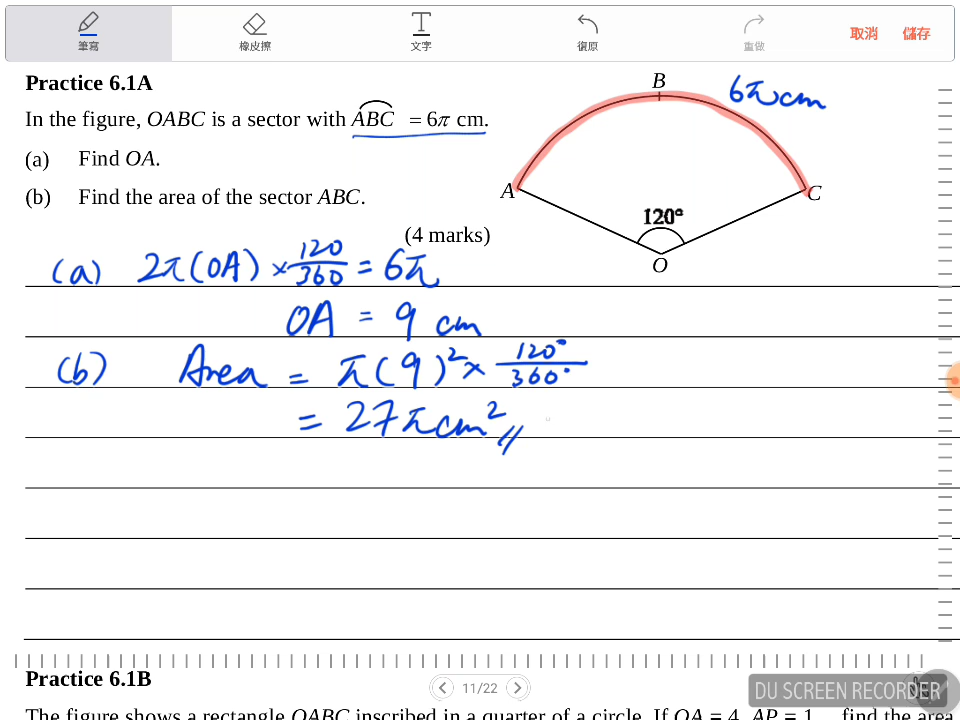 筆寫 橡皮擦 文字 復原 重做 取消 儲存
Practice 6.1A
In the figure, OABC is a sector with ABC = 6π cm.
(a) Find OA.
(b) Find the area of the sector ABC.
(4 marks)
B
6π cm
A
C
120°
O
(a) 2π(OA) × 120/360 = 6π
OA = 9 cm
(b) Area = π(9)² × 120°/360°
= 27π cm²
Practice 6.1B
11/22
DU SCREEN RECORDER
The figure shows a rectangle OABC inscribed in a quarter of a circle. If OA = 4, AP = 1, find the area